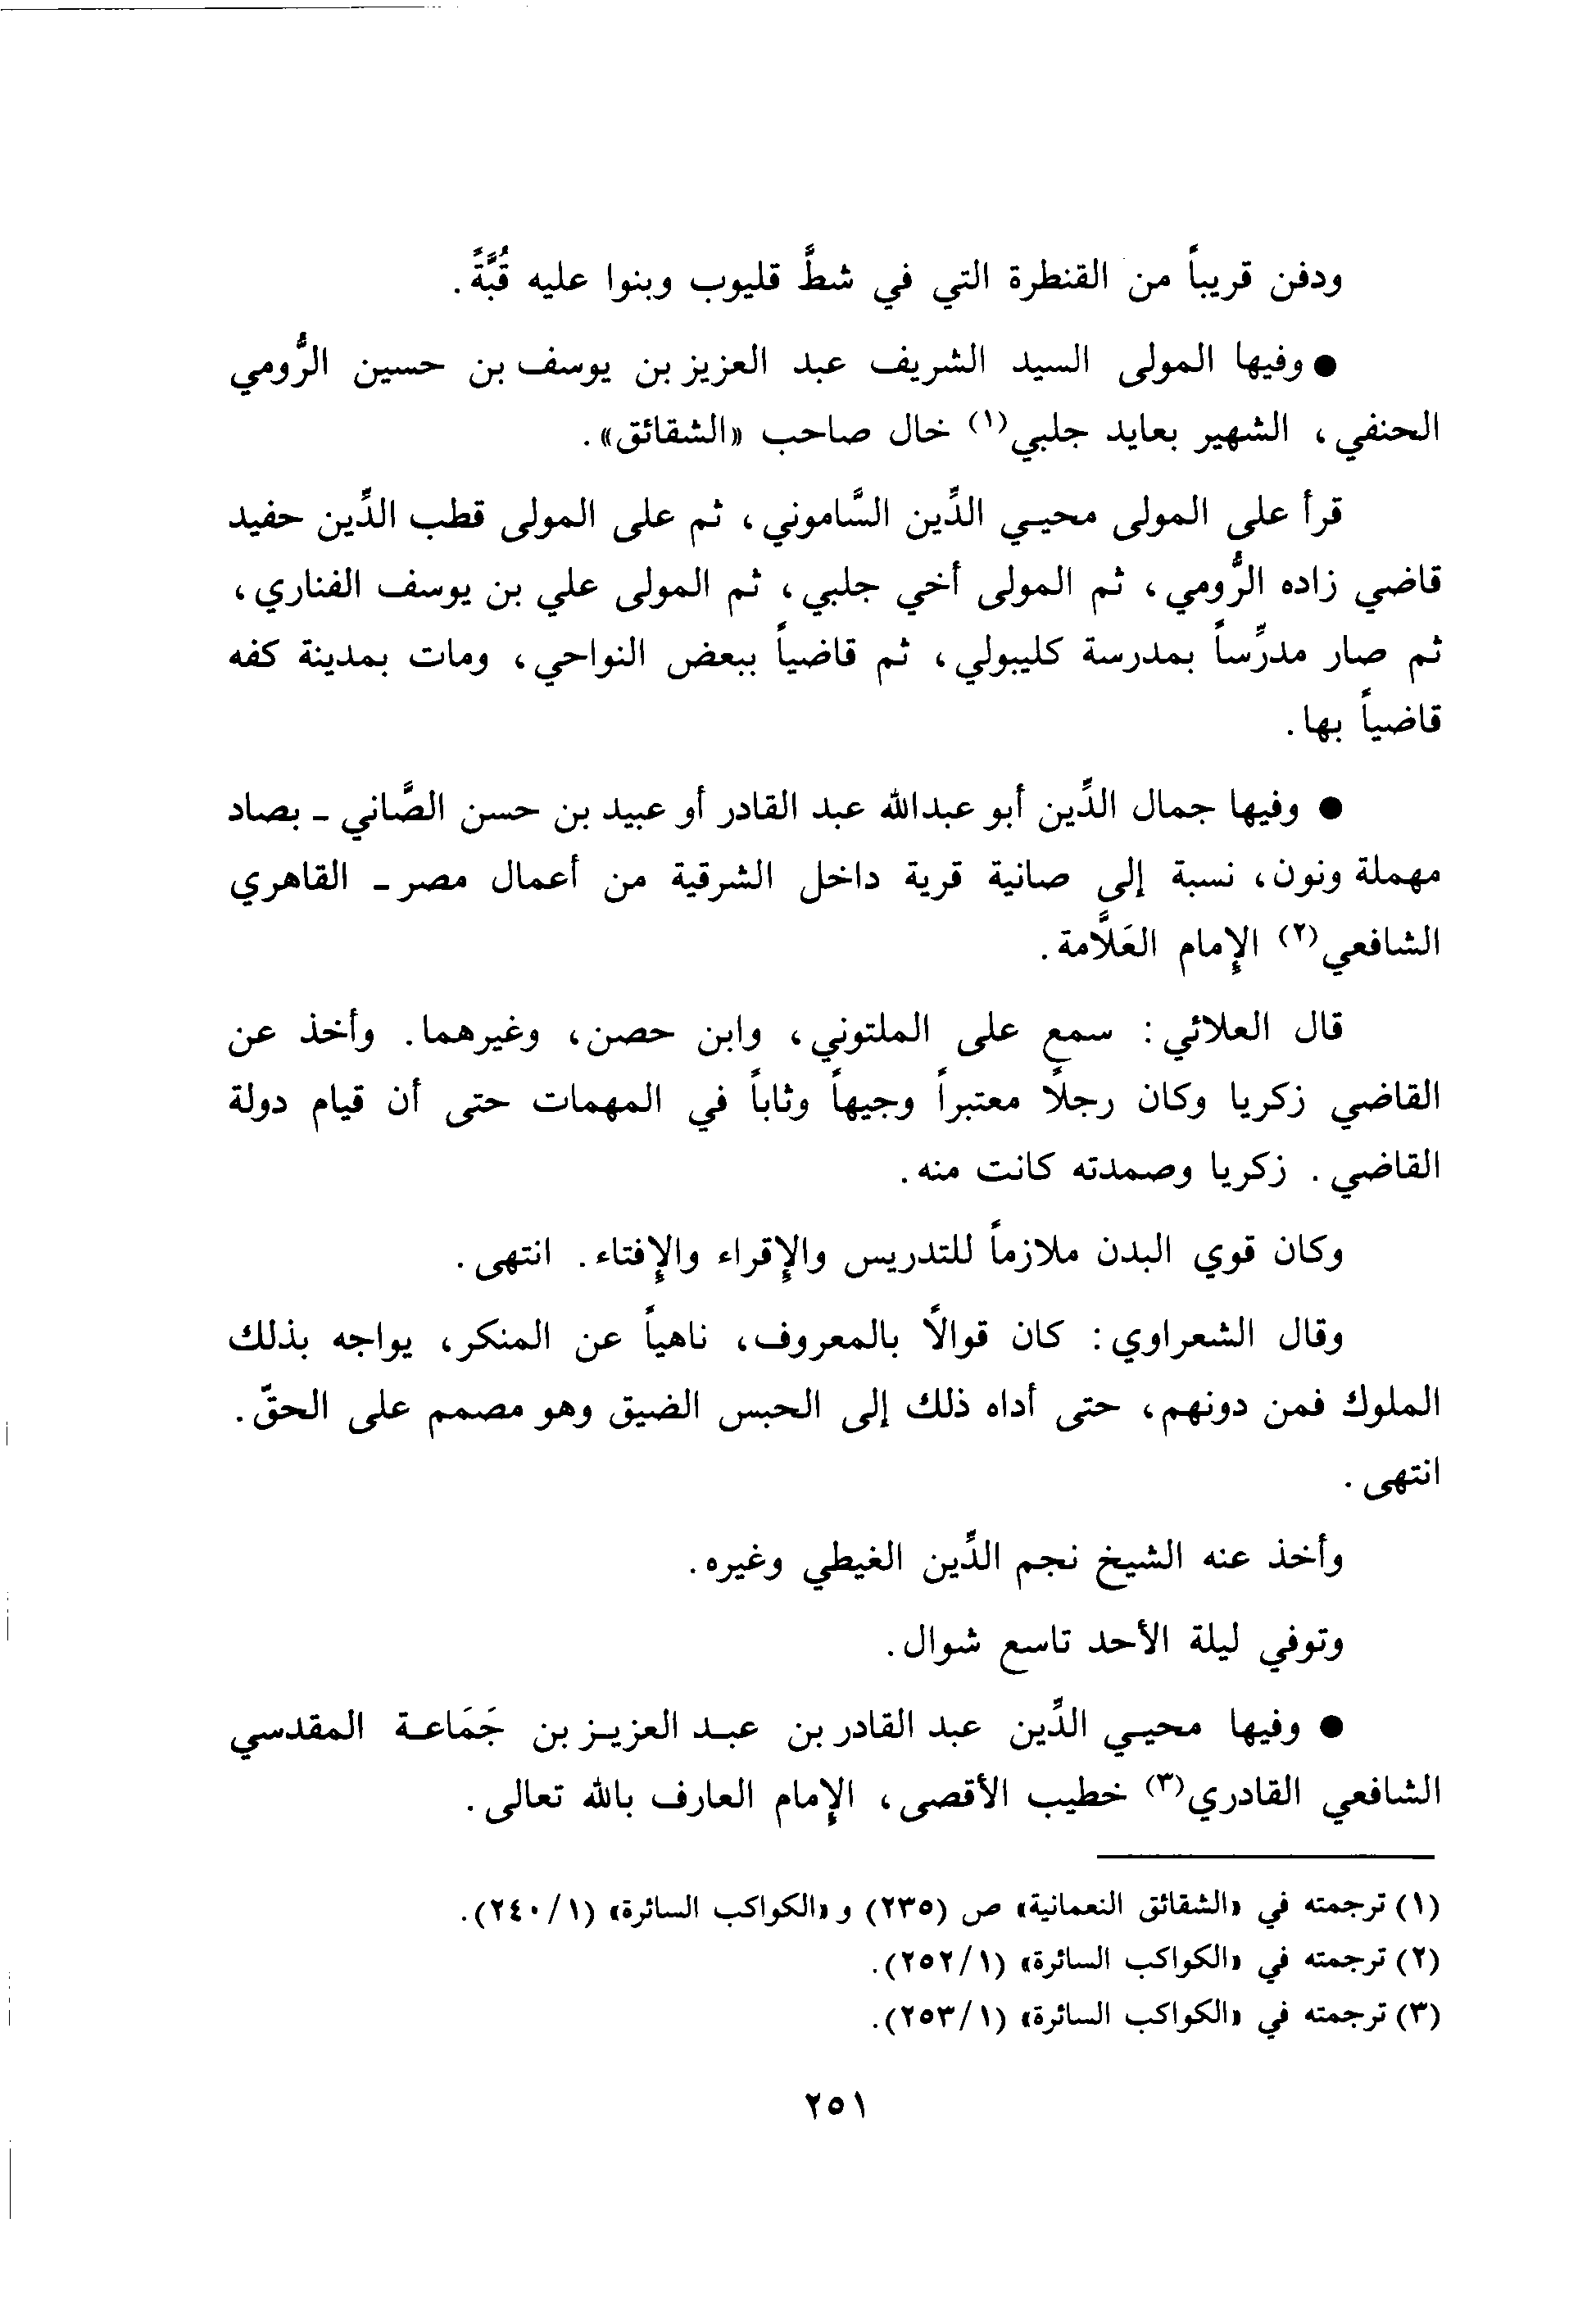 ودفن قريباً من القنطرة التي في شطَّ قليوب وبنوا عليه قُبَّةً.
● وفيها المولى السيد الشريف عبد العزيز بن يوسف بن حسين الرُّومي
الحنفي، الشهير بعايد جلبي(١) خال صاحب «الشقائق».
قرأ على المولى محيـي الدِّين السَّاموني، ثم على المولى قطب الدِّين حفيد
قاضي زاده الرُّومي، ثم المولى أخي جلبي، ثم المولى علي بن يوسف الفناري،
ثم صار مدرِّساً بمدرسة كليبولي، ثم قاضياً ببعض النواحي، ومات بمدينة كفه
قاضياً بها.
● وفيها جمال الدِّين أبو عبدالله عبد القادر أو عبيد بن حسن الصَّاني - بصاد
مهملة ونون، نسبة إلى صانية قرية داخل الشرقية من أعمال مصر - القاهري
الشافعي(٢) الإمام العَلاَّمة.
قال العلائي: سمع على الملتوني، وابن حصن، وغيرهما. وأخذ عن
القاضي زكريا وكان رجلاً معتبراً وجيهاً وثاباً في المهمات حتى أن قيام دولة
القاضي. زكريا وصمدته كانت منه.
وكان قوي البدن ملازماً للتدريس والإقراء والإفتاء. انتهى.
وقال الشعراوي: كان قوالاً بالمعروف، ناهياً عن المنكر، يواجه بذلك
الملوك فمن دونهم، حتى أداه ذلك إلى الحبس الضيق وهو مصمم على الحقّ.
انتهى.
وأخذ عنه الشيخ نجم الدِّين الغيطي وغيره.
وتوفي ليلة الأحد تاسع شوال.
● وفيها محيـي الدِّين عبد القادر بن عبـد العزيـز بن جَمَاعـة المقدسي
الشافعي القادري(٣) خطيب الأقصى، الإمام العارف بالله تعالى.
(١) ترجمته في «الشقائق النعمانية» ص (٢٣٥) و «الكواكب السائرة» (١/ ٢٤٠).
(٢) ترجمته في «الكواكب السائرة» (١/ ٢٥٢).
(٣) ترجمته في «الكواكب السائرة» (١/ ٢٥٣).
٢٥١